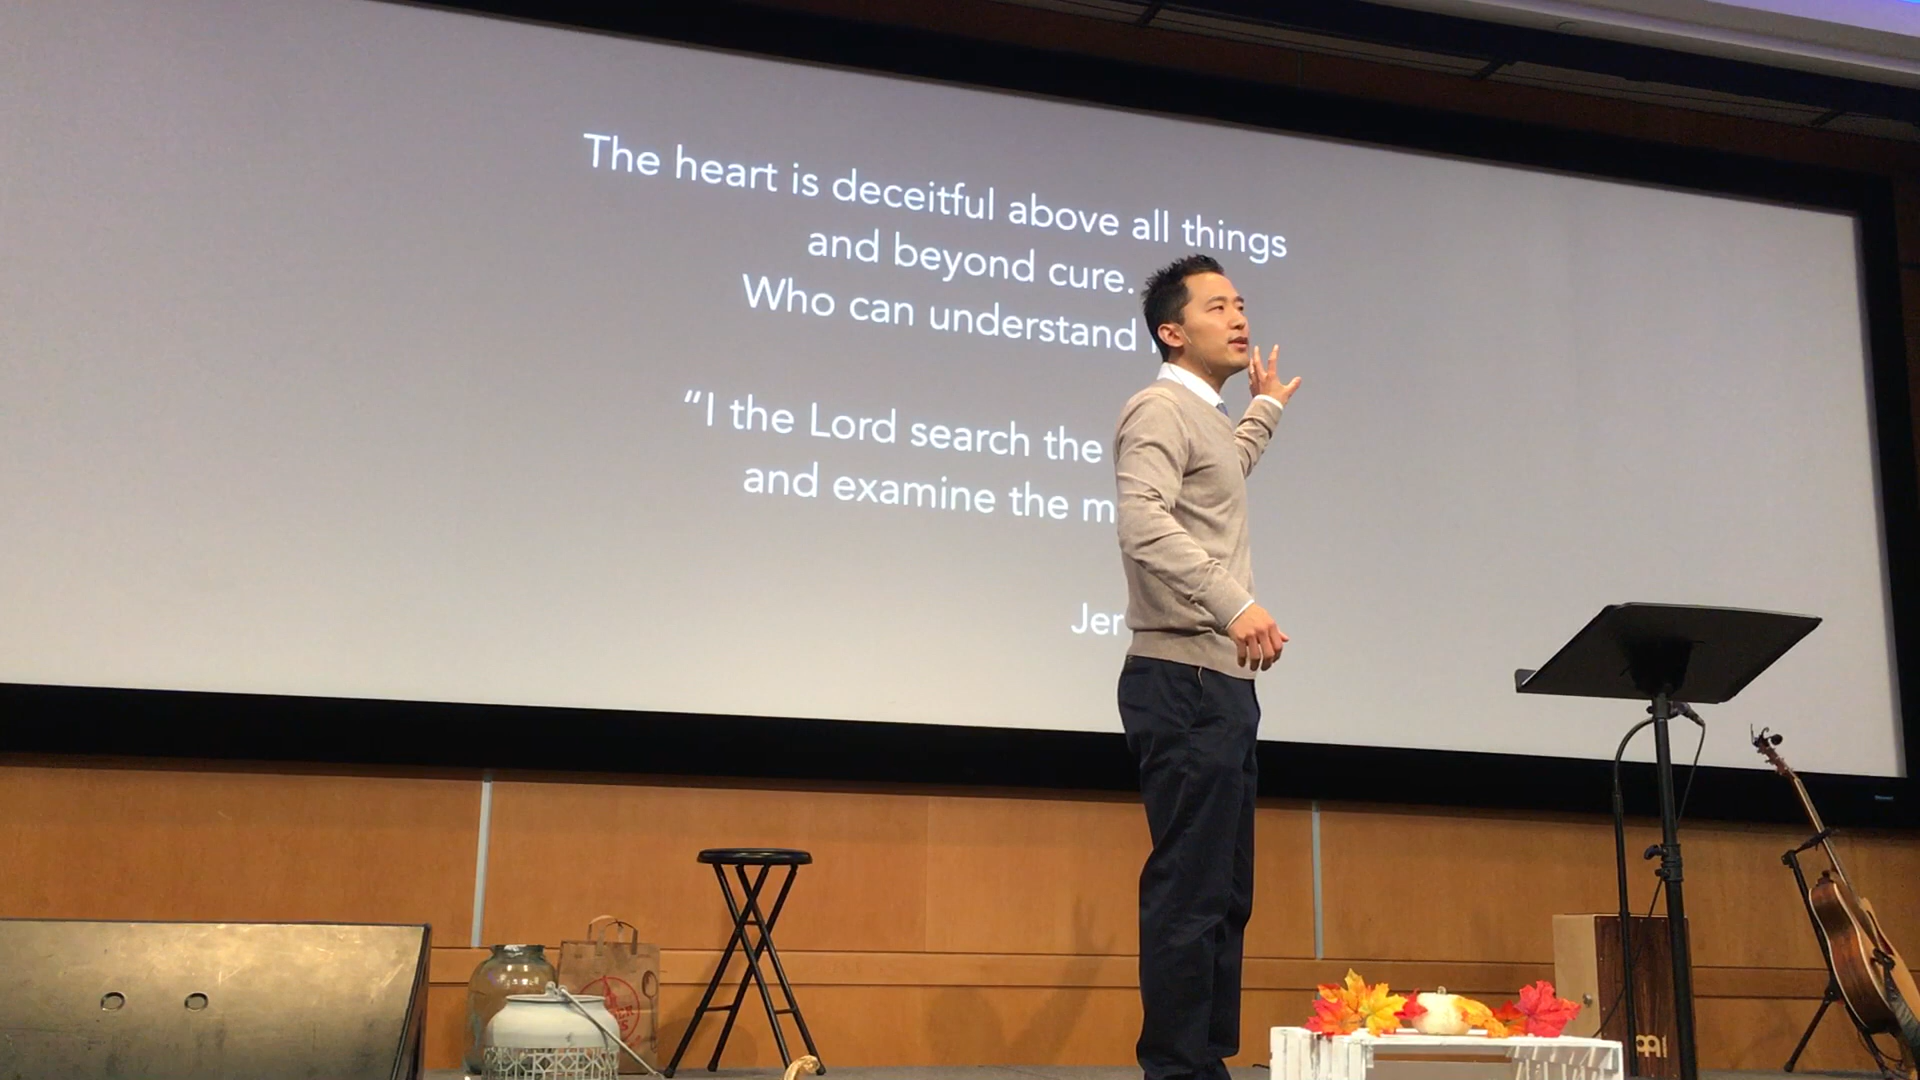 The heart is deceitful above all things
and beyond cure.
Who can understand
“I the Lord search the
and examine the m
Jer